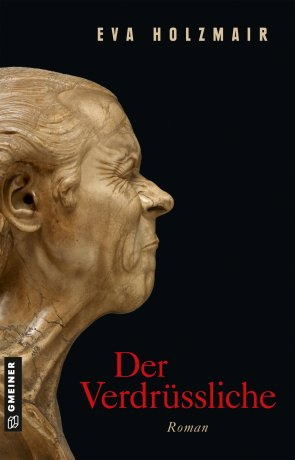 EVA HOLZMAIR
Der
Verdrüssliche
Roman
GMEINER